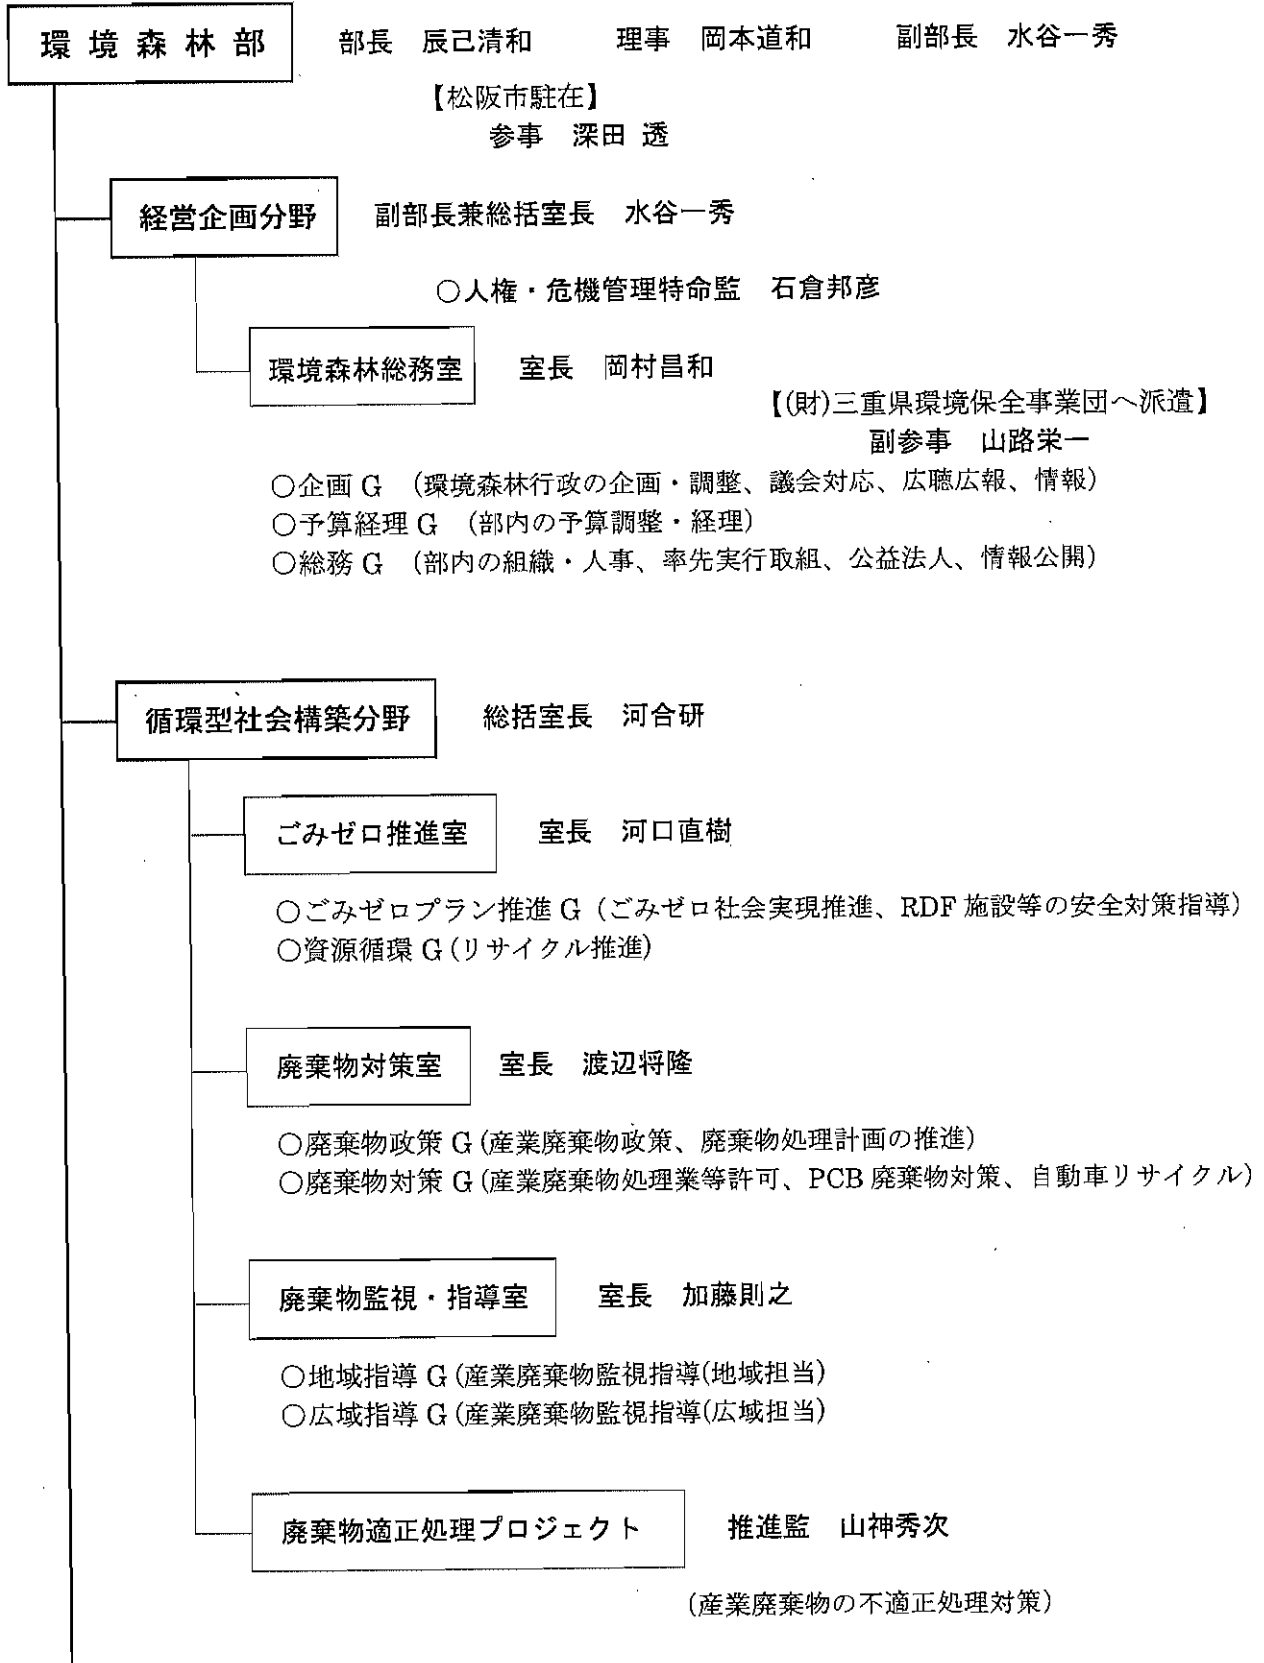 環境森林部 部長 辰己清和 理事 岡本道和 副部長 水谷一秀
【松阪市駐在】
参事 深田 透
経営企画分野 副部長兼総括室長 水谷一秀
○人権・危機管理特命監 石倉邦彦
環境森林総務室 室長 岡村昌和
【(財)三重県環境保全事業団へ派遣】
副参事 山路栄一
○企画G (環境森林行政の企画・調整、議会対応、広聴広報、情報)
○予算経理G (部内の予算調整・経理)
○総務G (部内の組織・人事、率先実行取組、公益法人、情報公開)
循環型社会構築分野 総括室長 河合研
ごみゼロ推進室 室長 河口直樹
○ごみゼロプラン推進G (ごみゼロ社会実現推進、RDF施設等の安全対策指導)
○資源循環G(リサイクル推進)
廃棄物対策室 室長 渡辺将隆
○廃棄物政策G(産業廃棄物政策、廃棄物処理計画の推進)
○廃棄物対策G(産業廃棄物処理業等許可、PCB廃棄物対策、自動車リサイクル)
廃棄物監視・指導室 室長 加藤則之
○地域指導G(産業廃棄物監視指導(地域担当)
○広域指導G(産業廃棄物監視指導(広域担当)
廃棄物適正処理プロジェクト 推進監 山神秀次
(産業廃棄物の不適正処理対策)